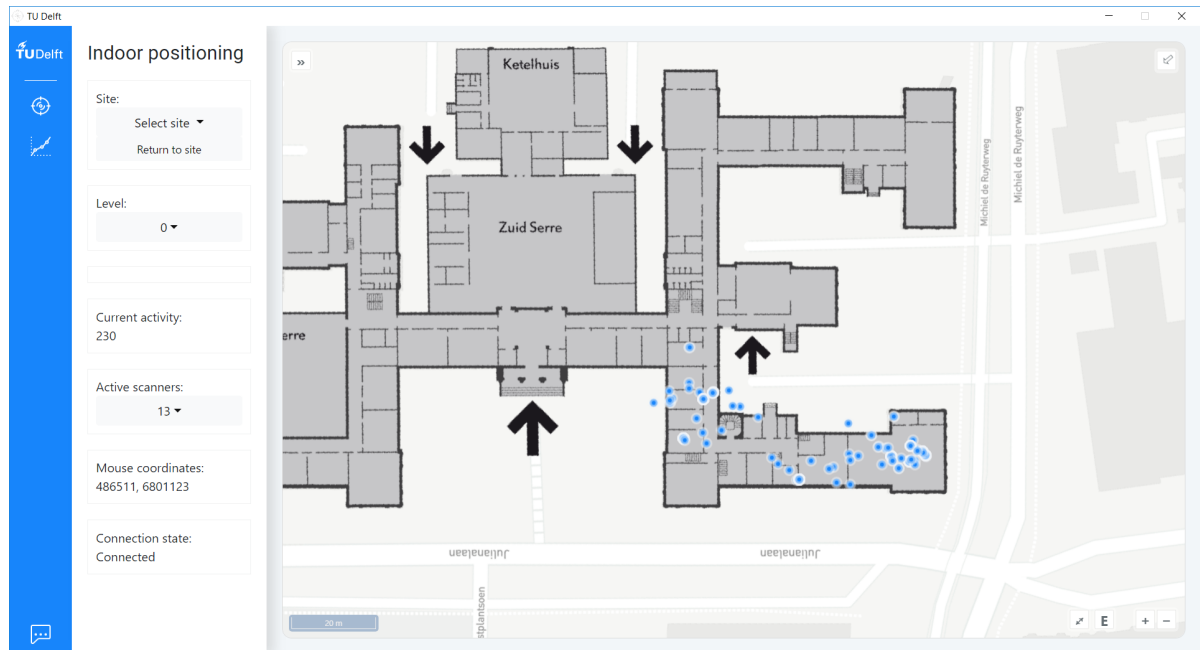 TU Delft
TUDelft
Indoor positioning
Site:
Select site
Return to site
Level:
0
Current activity:
230
Active scanners:
13
Mouse coordinates:
486511, 6801123
Connection state:
Connected
»
Ketelhuis
Zuid Serre
erre
Michiel de Ruyterweg
Michiel de Ruyterweg
Julianalaan
Julianalaan
stplantsoen
20 m
E
+
−